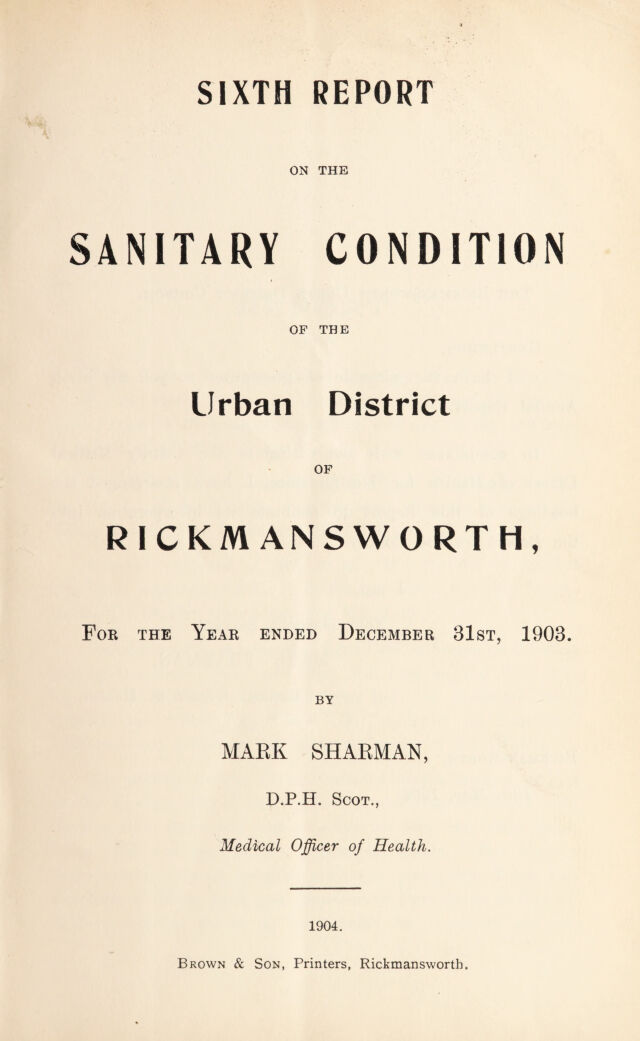 SIXTH REPORT
ON THE
SANITARY CONDITION
OF THE
Urban District
OF
RICKMANSWORTH,
For the Year ended December 31st, 1903.
BY
MARK SHARMAN,
D.P.H. Scot.,
Medical Officer of Health.
1904.
Brown & Son, Printers, Rickmansworth.